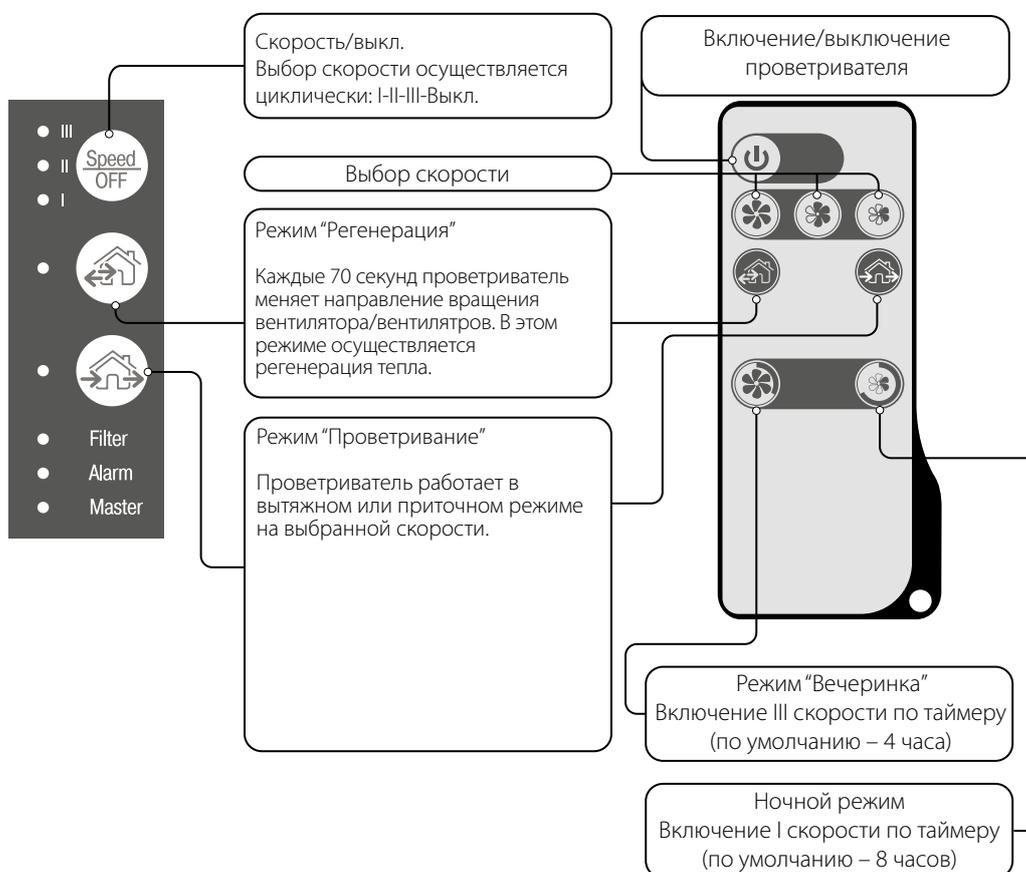 Скорость/выкл.
Выбор скорости осуществляется
циклически: I-II-III-Выкл.
Включение/выключение
проветривателя
III
II
I
Speed
OFF
Выбор скорости
Режим "Регенерация"
Каждые 70 секунд проветриватель
меняет направление вращения
вентилятора/вентилятров. В этом
режиме осуществляется
регенерация тепла.
Режим "Проветривание"
Проветриватель работает в
вытяжном или приточном режиме
на выбранной скорости.
Filter
Alarm
Master
Режим "Вечеринка"
Включение III скорости по таймеру
(по умолчанию – 4 часа)
Ночной режим
Включение I скорости по таймеру
(по умолчанию – 8 часов)